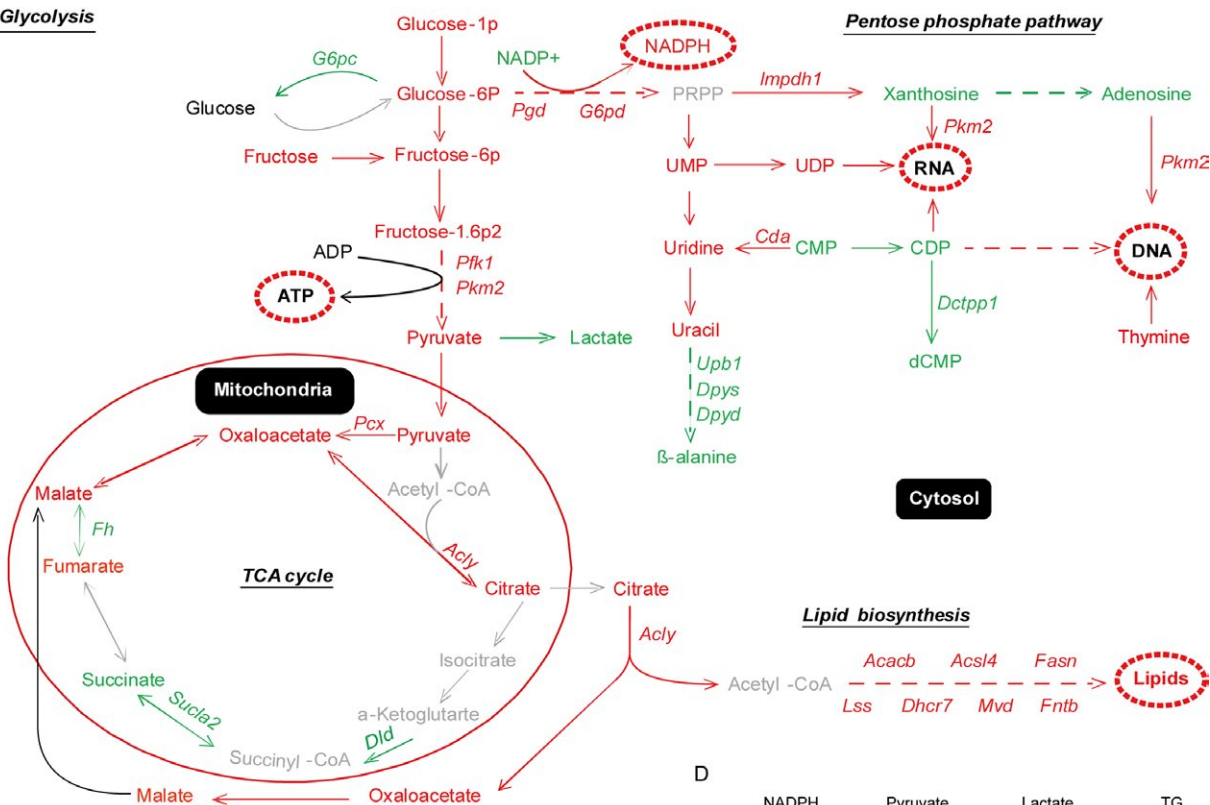 Glycolysis
Pentose phosphate pathway
Glucose-1p
NADP+
NADPH
G6pc
Impdh1
Glucose
Glucose-6P
Pgd
G6pd
PRPP
Xanthosine
Adenosine
Pkm2
Fructose
Fructose-6p
UMP
UDP
RNA
Pkm2
Fructose-1.6p2
ADP
Pfk1
Uridine
Cda
CMP
CDP
DNA
ATP
Pkm2
Dctpp1
Pyruvate
Lactate
Uracil
Thymine
dCMP
Upb1
Dpys
Dpyd
ß-alanine
Mitochondria
Oxaloacetate
Pcx
Pyruvate
Acetyl -CoA
Cytosol
Malate
Fh
Fumarate
TCA cycle
Acly
Citrate
Citrate
Acly
Lipid biosynthesis
Isocitrate
Acacb
Acsl4
Fasn
Succinate
Acetyl -CoA
Lipids
Sucla2
a-Ketoglutarte
Lss
Dhcr7
Mvd
Fntb
Dld
Succinyl -CoA
Malate
Oxaloacetate
D
NADPH
Pyruvate
Lactate
TG